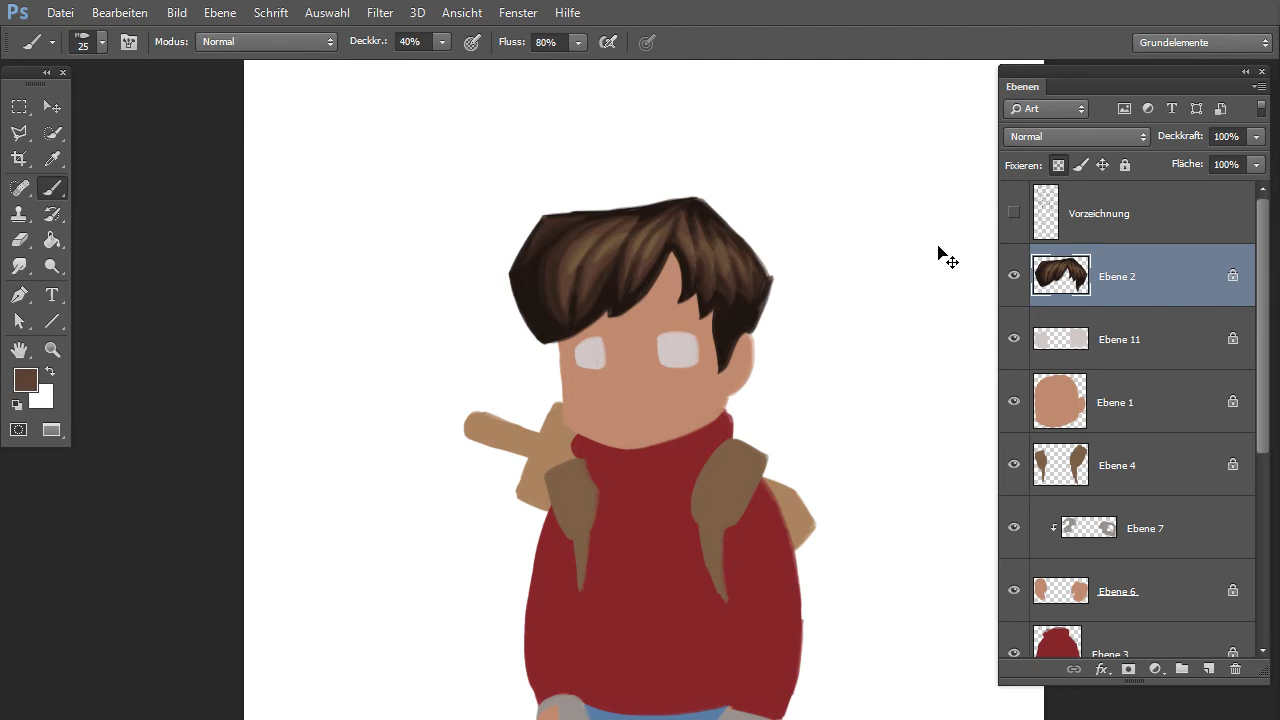 Ps Datei Bearbeiten Bild Ebene Schrift Auswahl Filter 3D Ansicht Fenster Hilfe
25 Modus: Normal Deckkr.: 40% Fluss: 80% Grundelemente
Ebenen
Art
Normal Deckkraft: 100%
Fixieren: Fläche: 100%
Vorzeichnung
Ebene 2
Ebene 11
Ebene 1
Ebene 4
Ebene 7
Ebene 6
Ebene 3
fx